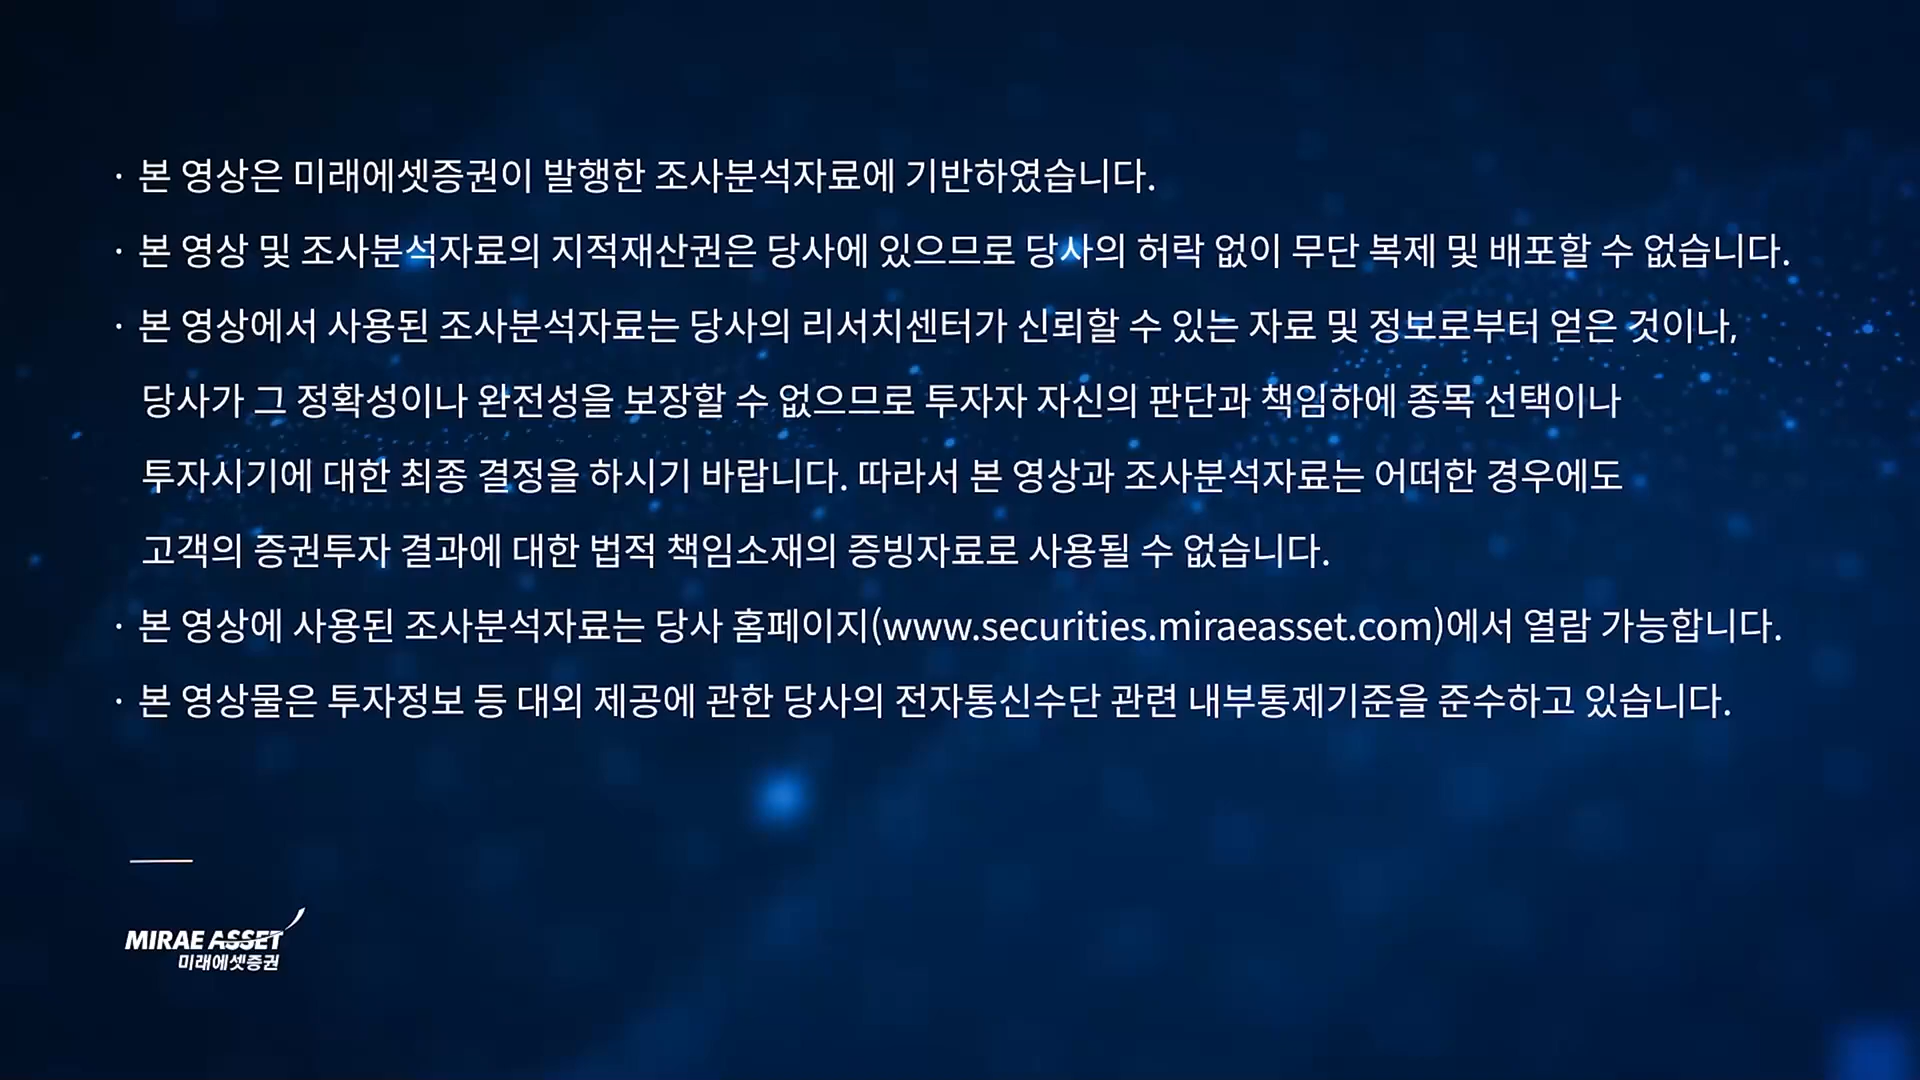 · 본 영상은 미래에셋증권이 발행한 조사분석자료에 기반하였습니다.
· 본 영상 및 조사분석자료의 지적재산권은 당사에 있으므로 당사의 허락 없이 무단 복제 및 배포할 수 없습니다.
· 본 영상에서 사용된 조사분석자료는 당사의 리서치센터가 신뢰할 수 있는 자료 및 정보로부터 얻은 것이나,
당사가 그 정확성이나 완전성을 보장할 수 없으므로 투자자 자신의 판단과 책임하에 종목 선택이나
투자시기에 대한 최종 결정을 하시기 바랍니다. 따라서 본 영상과 조사분석자료는 어떠한 경우에도
고객의 증권투자 결과에 대한 법적 책임소재의 증빙자료로 사용될 수 없습니다.
· 본 영상에 사용된 조사분석자료는 당사 홈페이지(www.securities.miraeasset.com)에서 열람 가능합니다.
· 본 영상물은 투자정보 등 대외 제공에 관한 당사의 전자통신수단 관련 내부통제기준을 준수하고 있습니다.
MIRAE ASSET
미래에셋증권